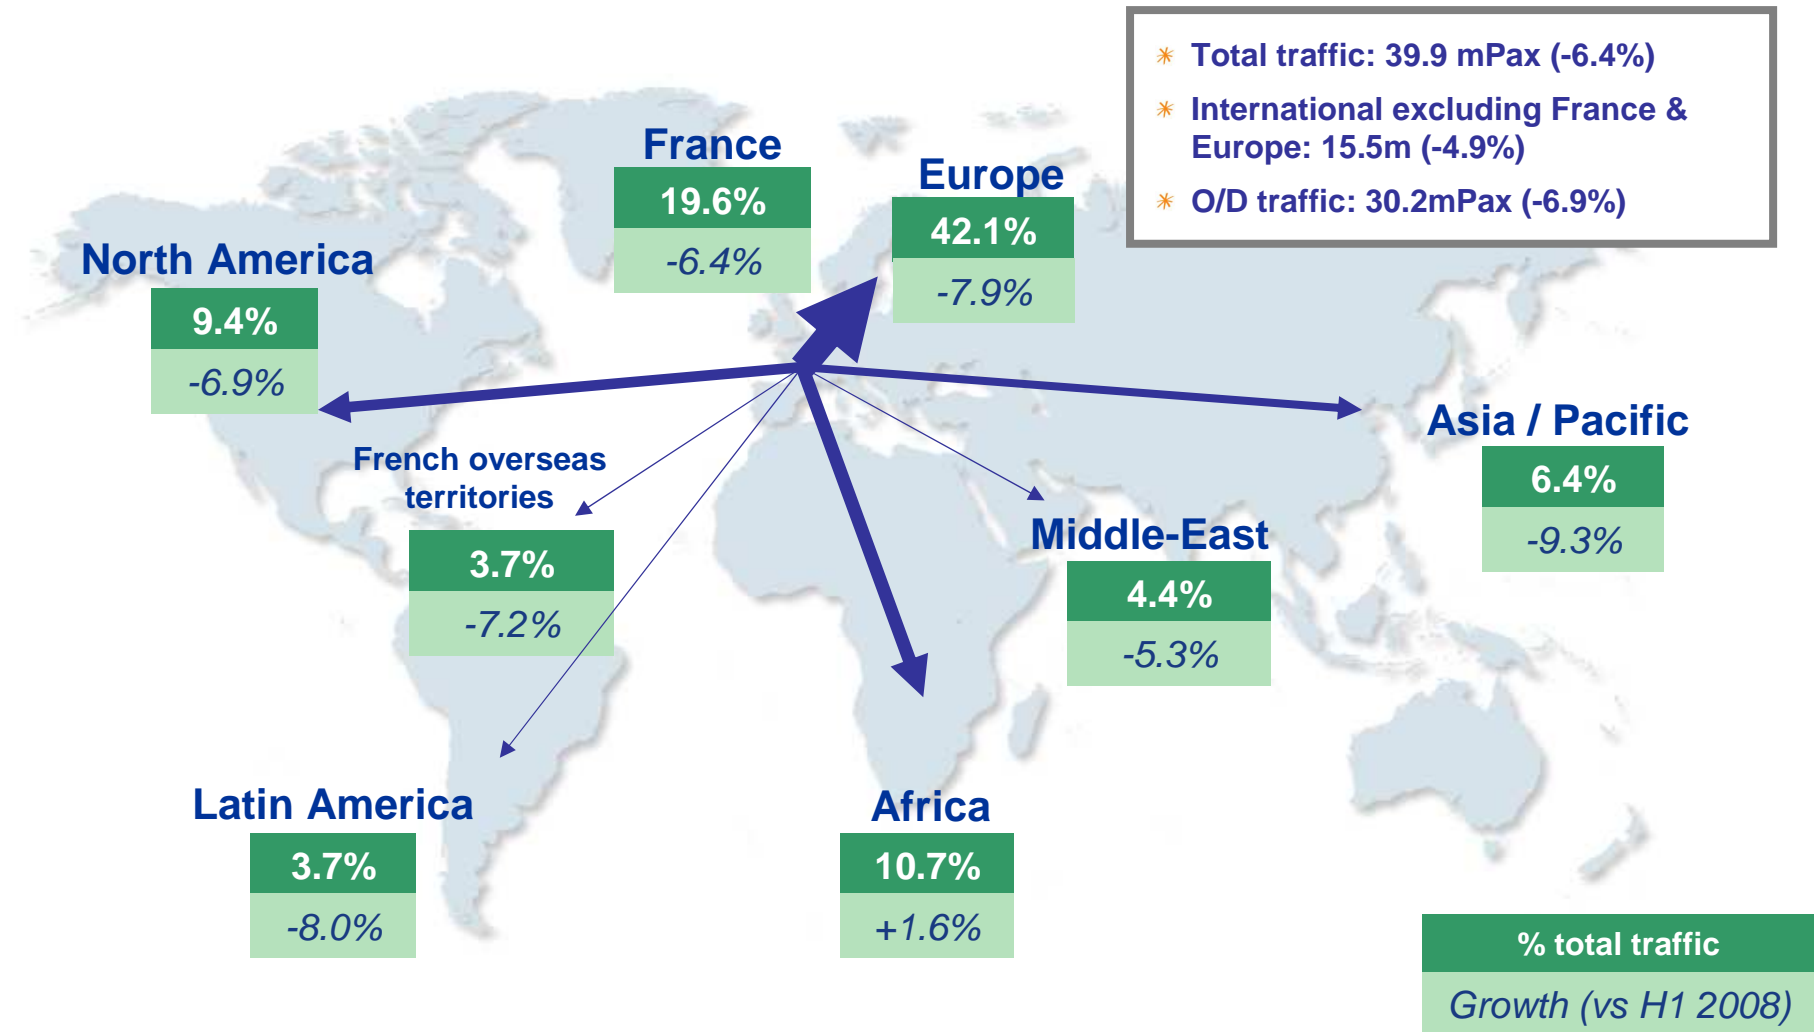 Total traffic: 39.9 mPax (-6.4%)
International excluding France &
Europe: 15.5m (-4.9%)
O/D traffic: 30.2mPax (-6.9%)
France
19.6%
-6.4%
Europe
42.1%
-7.9%
North America
9.4%
-6.9%
French overseas
territories
3.7%
-7.2%
Asia / Pacific
6.4%
-9.3%
Middle-East
4.4%
-5.3%
Latin America
3.7%
-8.0%
Africa
10.7%
+1.6%
% total traffic
Growth (vs H1 2008)